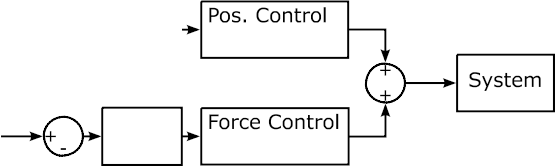 Pos. Control
+
+
System
+
-
Force Control